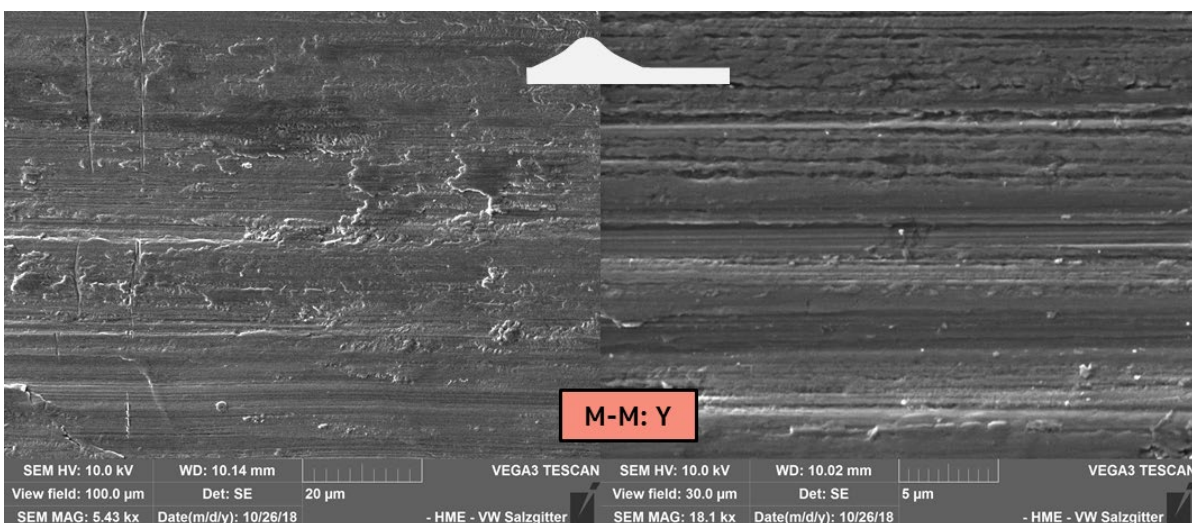 M-M: Y
SEM HV: 10.0 kV WD: 10.14 mm VEGA3 TESCAN
View field: 100.0 µm Det: SE 20 µm
SEM MAG: 5.43 kx Date(m/d/y): 10/26/18 - HME - VW Salzgitter
SEM HV: 10.0 kV WD: 10.02 mm VEGA3 TESCAN
View field: 30.0 µm Det: SE 5 µm
SEM MAG: 18.1 kx Date(m/d/y): 10/26/18 - HME - VW Salzgitter